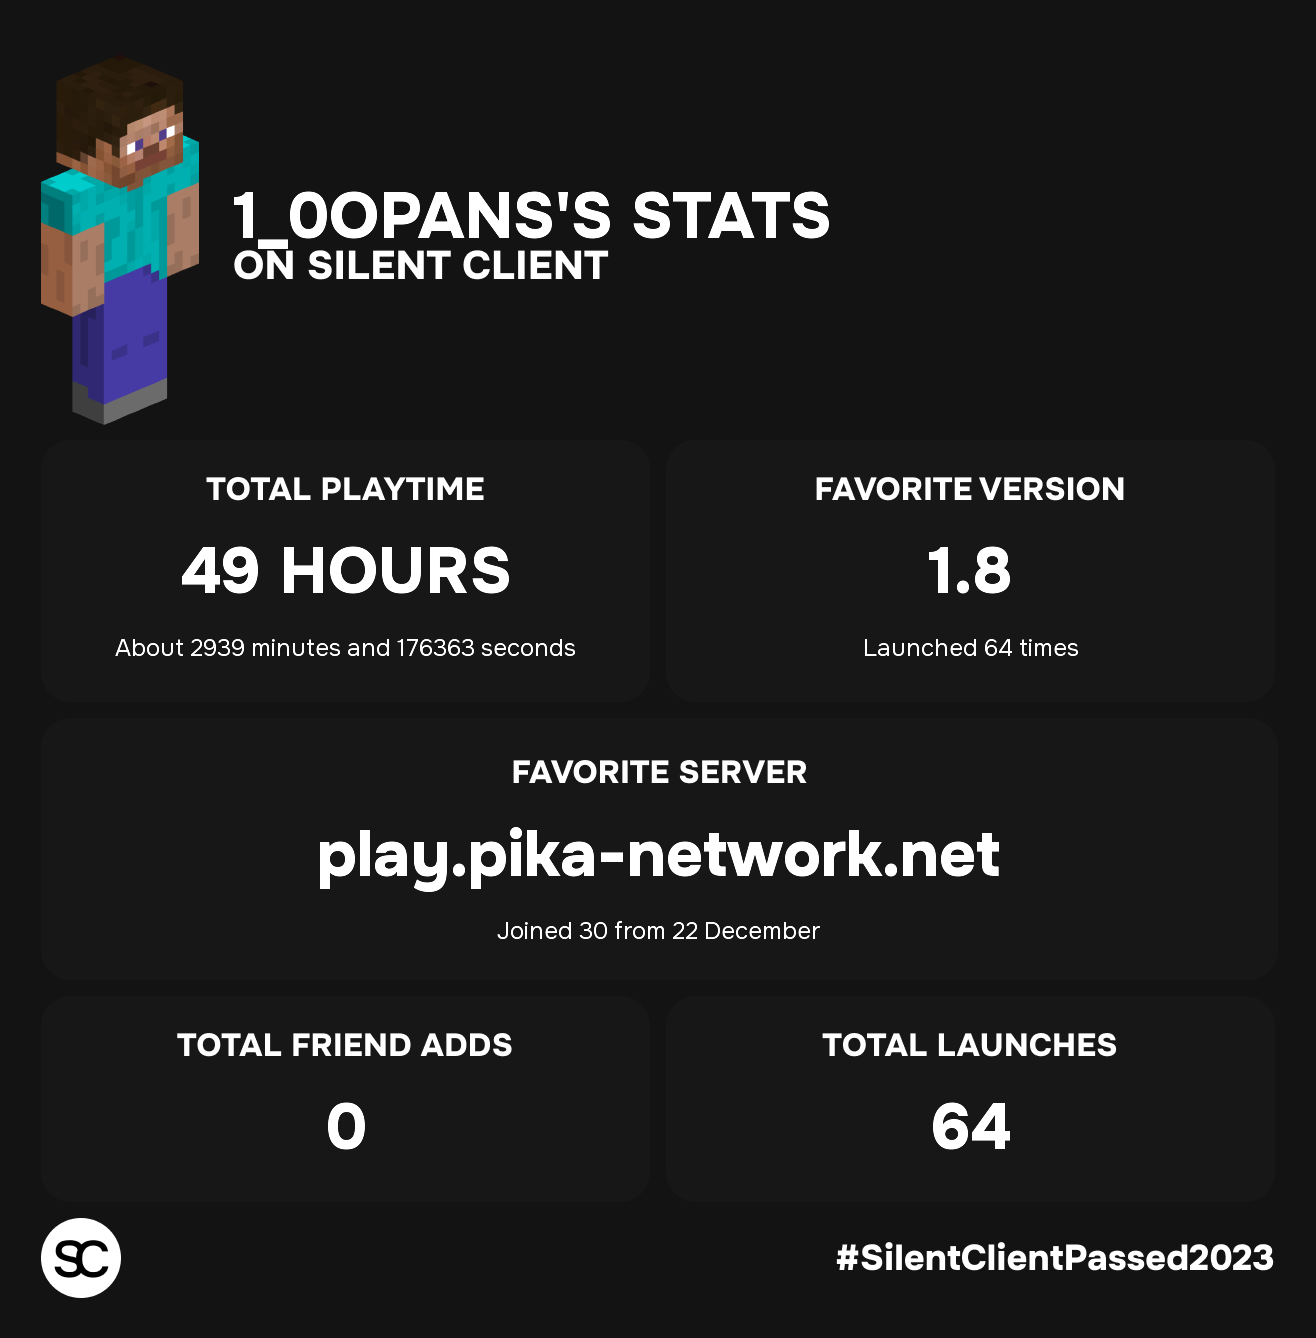 1_0OPANS'S STATS
ON SILENT CLIENT
TOTAL PLAYTIME
49 HOURS
About 2939 minutes and 176363 seconds
FAVORITE VERSION
1.8
Launched 64 times
FAVORITE SERVER
play.pika-network.net
Joined 30 from 22 December
TOTAL FRIEND ADDS
0
TOTAL LAUNCHES
64
SC
#SilentClientPassed2023